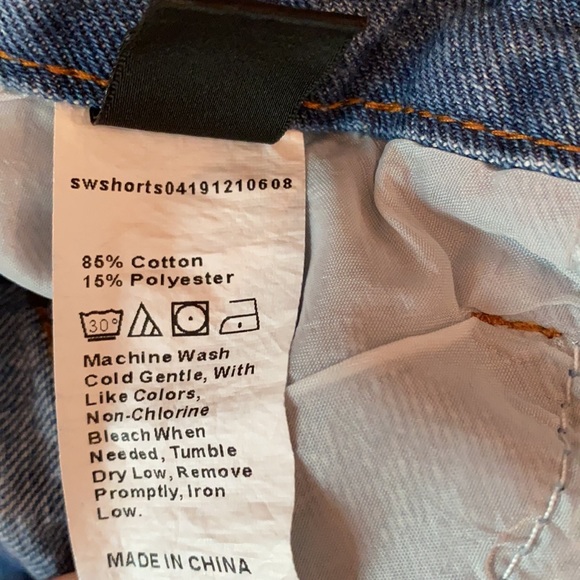 swshorts04191210608
85% Cotton
15% Polyester
30°
Machine Wash
Cold Gentle, With
Like Colors,
Non-Chlorine
Bleach When
Needed, Tumble
Dry Low, Remove
Promptly, Iron
Low.
MADE IN CHINA